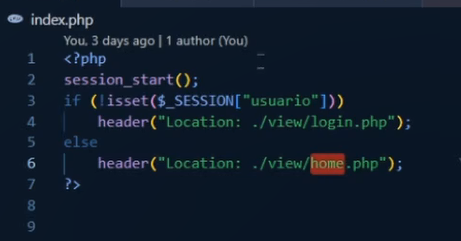 index.php
You, 3 days ago | 1 author (You)
1 <?php
2 session_start();
3 if (!isset($_SESSION["usuario"]))
4 header("Location: ./view/login.php");
5 else
6 header("Location: ./view/home.php");
7 ?>
8
9